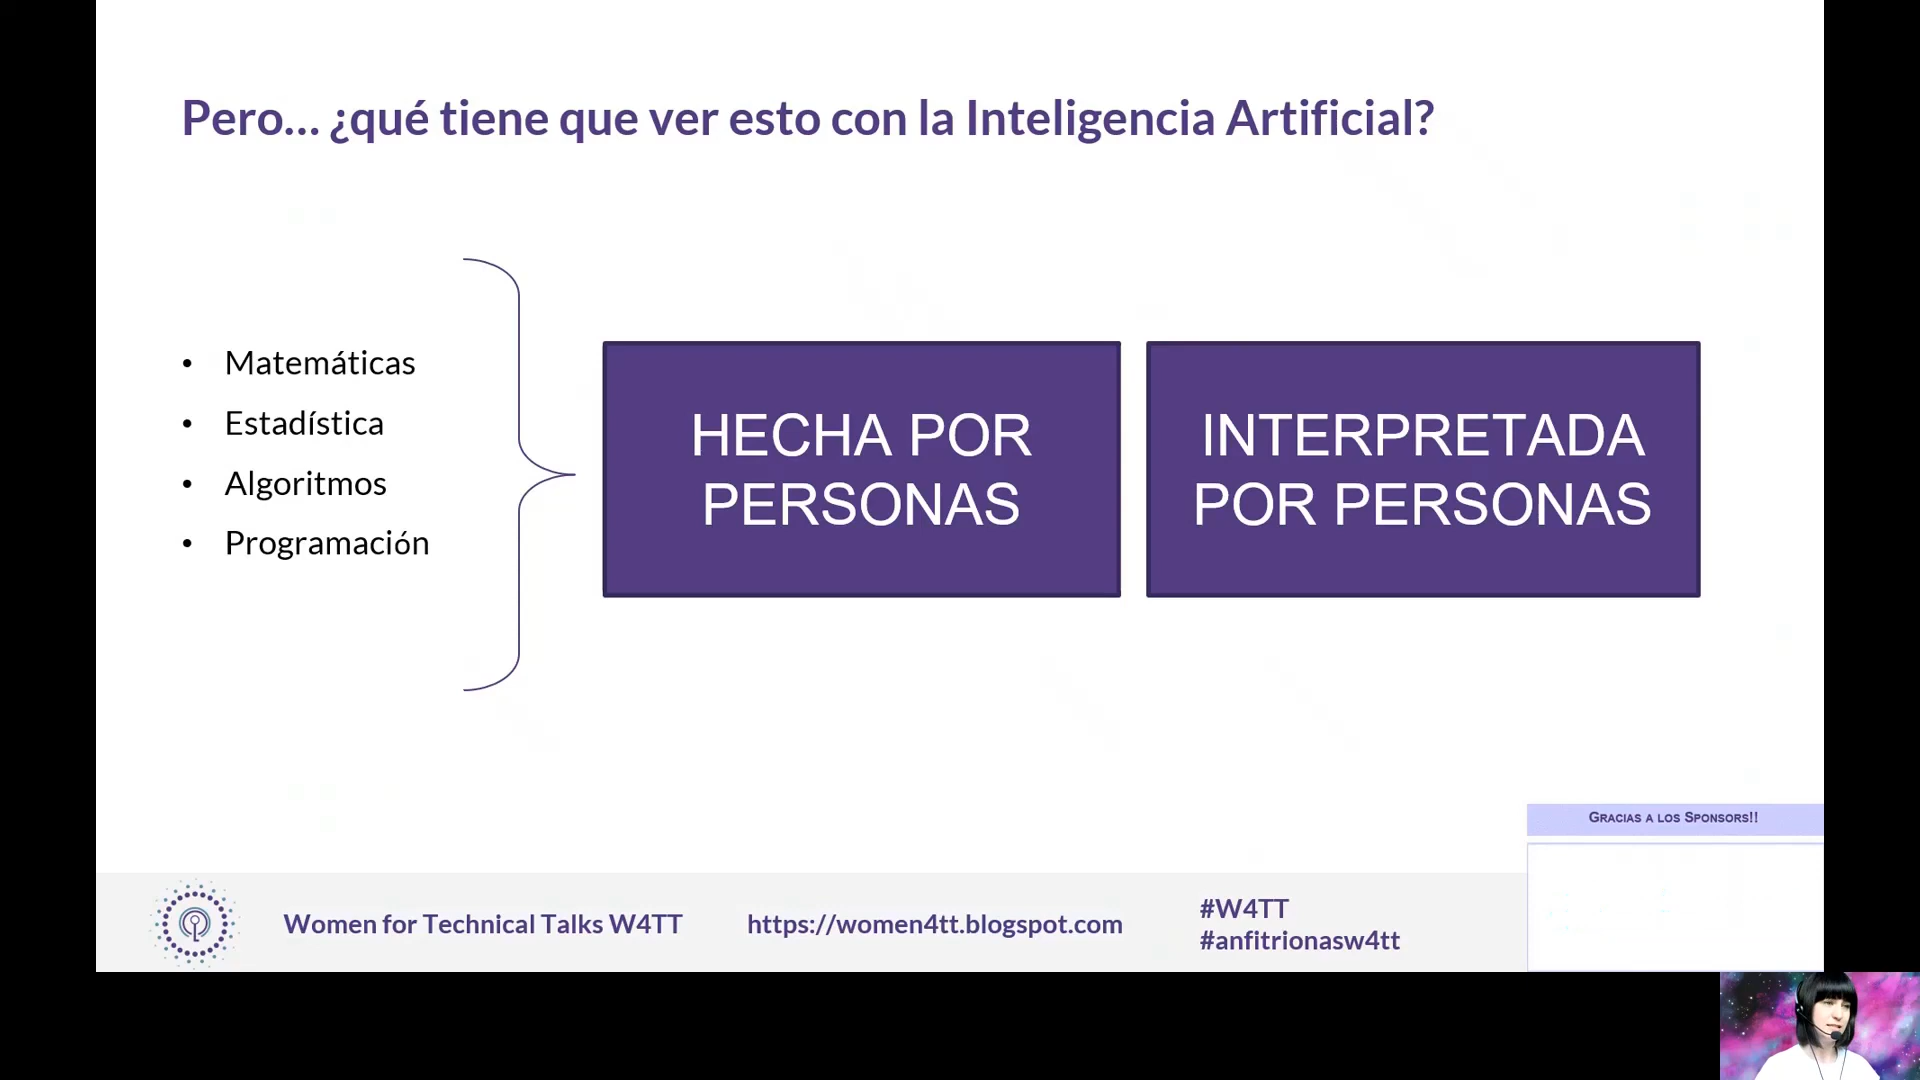 Pero... ¿qué tiene que ver esto con la Inteligencia Artificial?
• Matemáticas
• Estadística
• Algoritmos
• Programación
HECHA POR
PERSONAS
INTERPRETADA
POR PERSONAS
GRACIAS A LOS SPONSORS!!
Women for Technical Talks W4TT
https://women4tt.blogspot.com
#W4TT
#anfitrionasw4tt